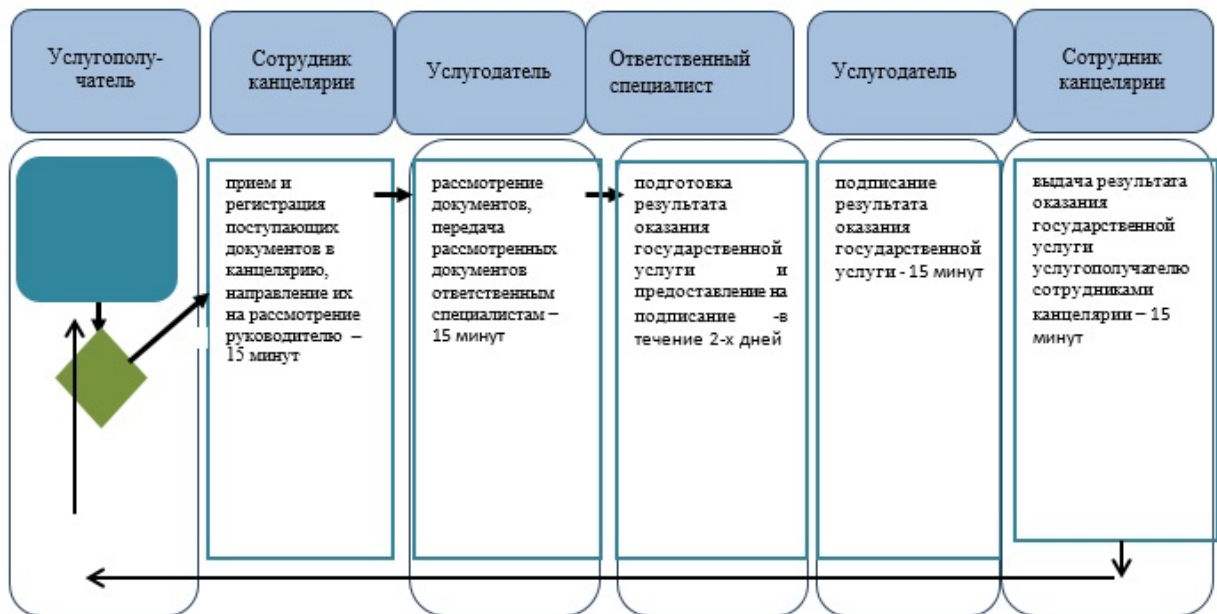 Услугополу-
чатель
Сотрудник
канцелярии
Услугодатель
Ответственный
специалист
Услугодатель
Сотрудник
канцелярии
прием и
регистрация
поступающих
документов в
канцелярию,
направление их
на рассмотрение
руководителю –
15 минут
рассмотрение
документов,
передача
рассмотренных
документов
ответственным
специалистам –
15 минут
подготовка
результата
оказания
государственной
услуги и
предоставление на
подписание -в
течение 2-х дней
подписание
результата
оказания
государственной
услуги - 15 минут
выдача результата
оказания
государственной
услуги
услугополучателю
сотрудниками
канцелярии – 15
минут